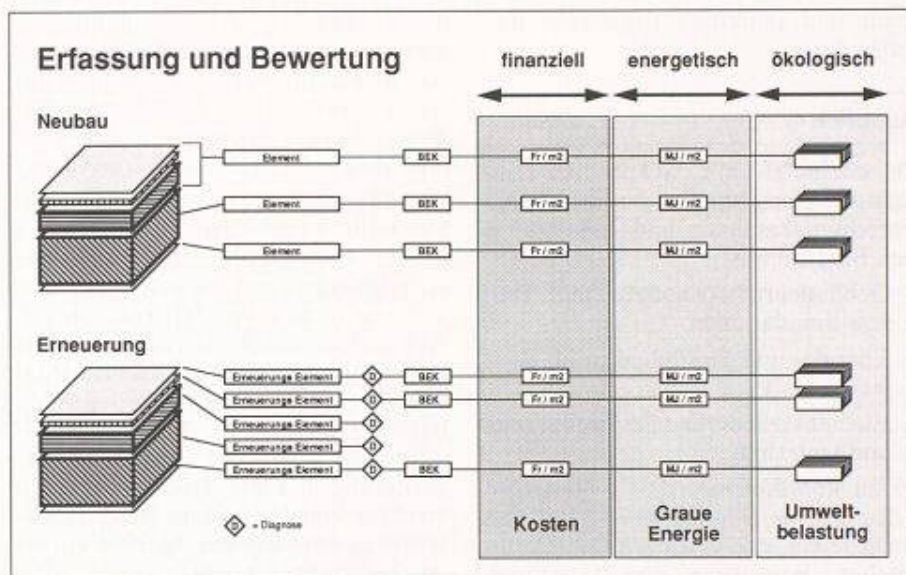 Erfassung und Bewertung
finanziell energetisch ökologisch
Neubau
Element BEK Fr / m2 MJ / m2
Element BEK Fr / m2 MJ / m2
Element BEK Fr / m2 MJ / m2
Erneuerung
Erneuerungs Element D BEK Fr / m2 MJ / m2
Erneuerungs Element D BEK Fr / m2 MJ / m2
Erneuerungs Element D
Erneuerungs Element D
Erneuerungs Element D BEK Fr / m2 MJ / m2
D = Diagnose
Kosten
Graue
Energie
Umwelt-
belastung